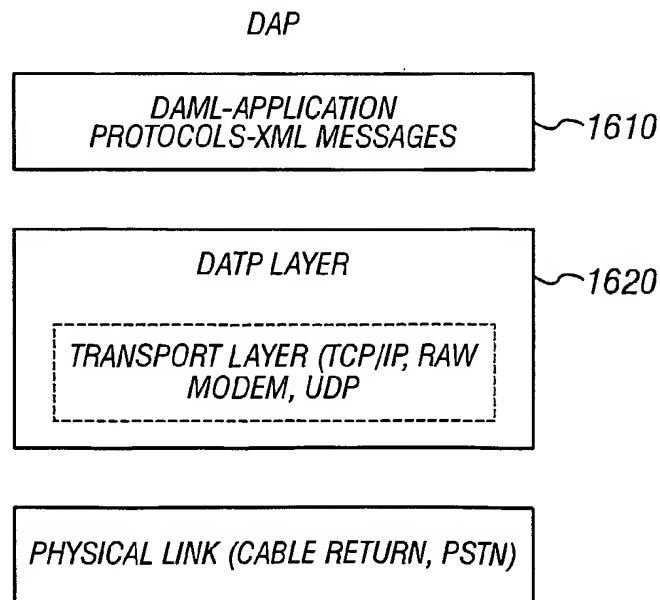 DAP
DAML-APPLICATION
PROTOCOLS-XML MESSAGES
1610
DATP LAYER
1620
TRANSPORT LAYER (TCP/IP, RAW
MODEM, UDP
PHYSICAL LINK (CABLE RETURN, PSTN)